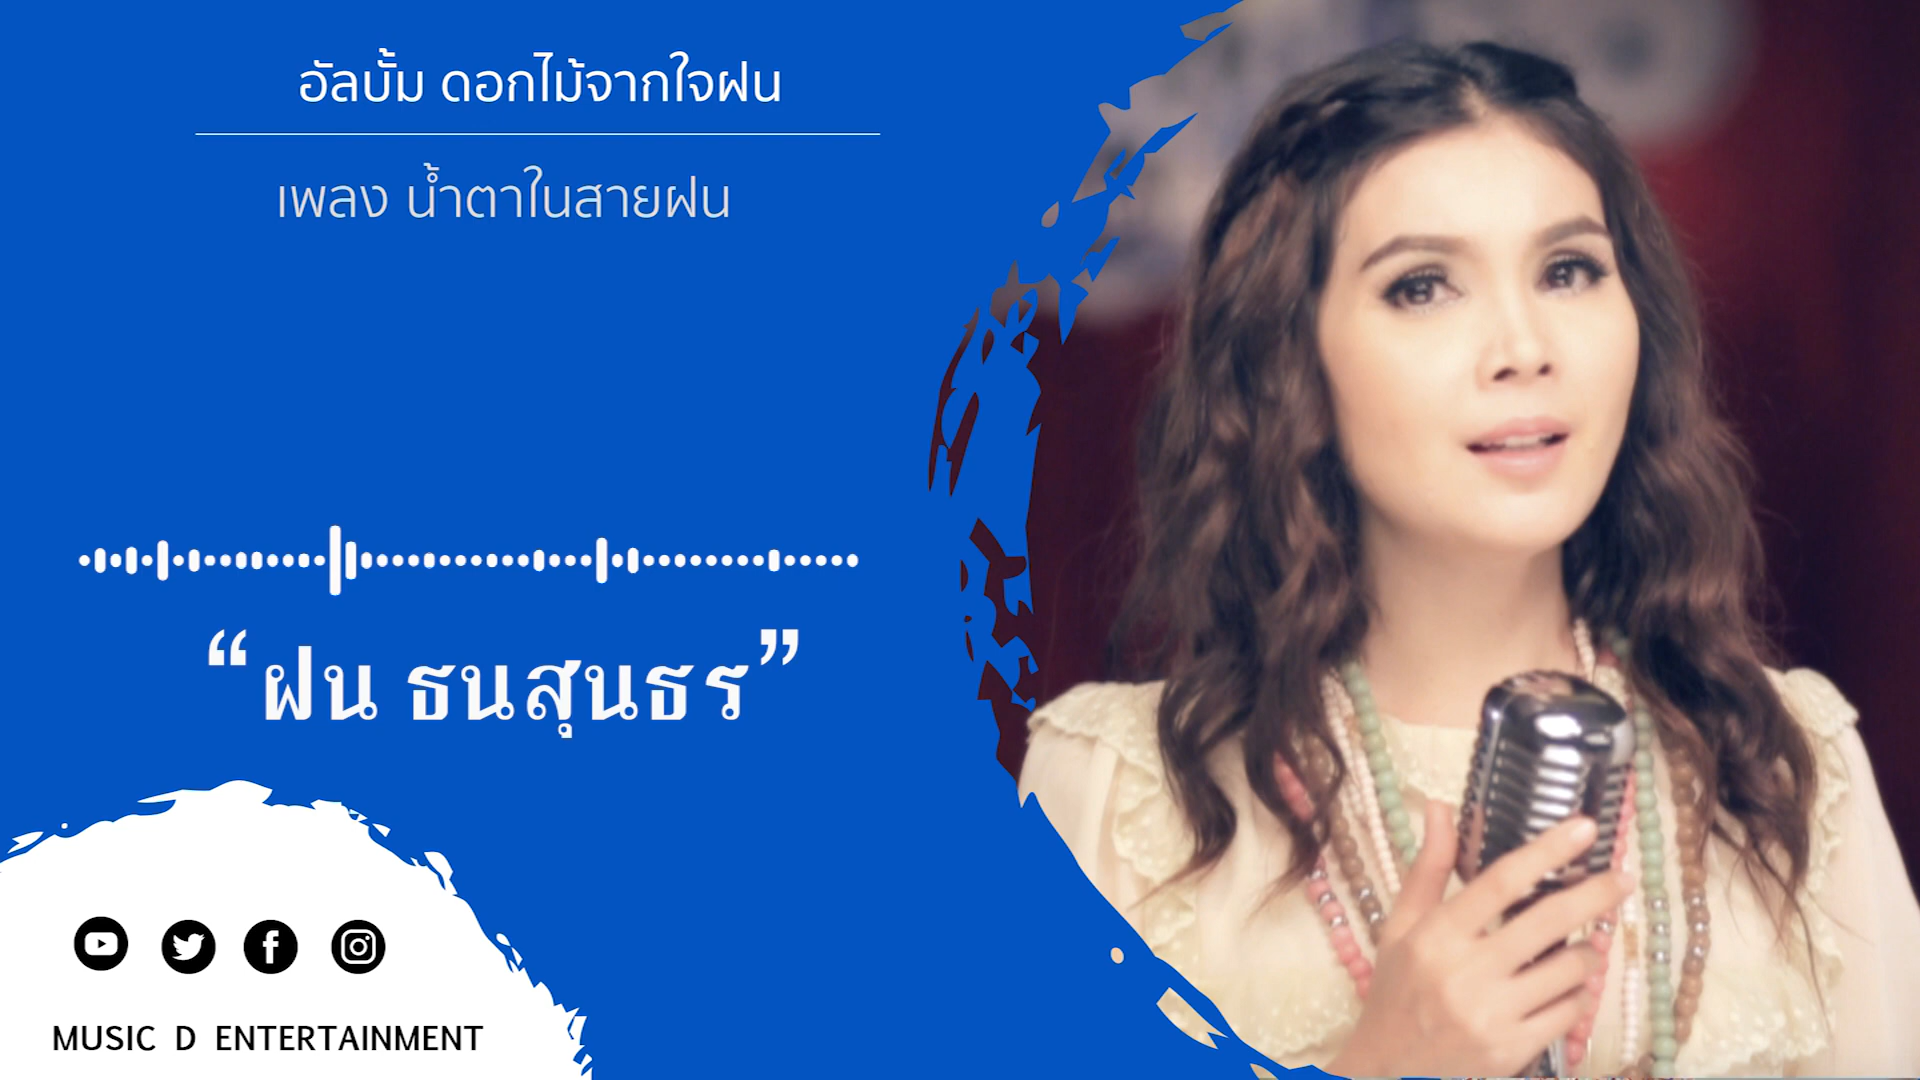 อัลบั้ม ดอกไม้จากใจฝน
เพลง น้ำตาในสายฝน
“ฝน ธนสุนธร”
MUSIC D ENTERTAINMENT